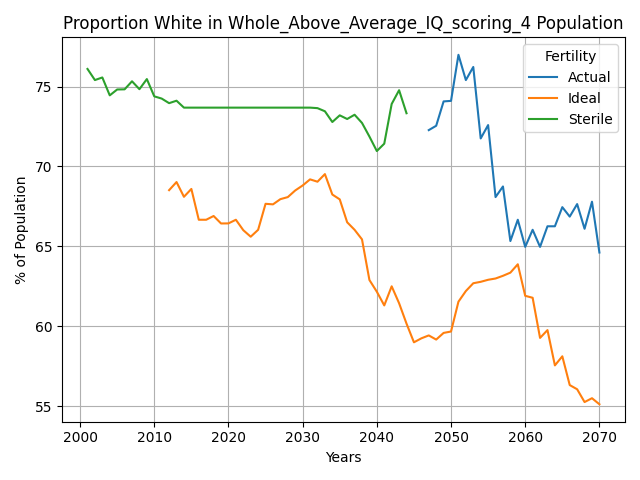 Proportion White in Whole_Above_Average_IQ_scoring_4 Population
Fertility
Actual
Ideal
Sterile
% of Population
75
70
65
60
55
2000 2010 2020 2030 2040 2050 2060 2070
Years